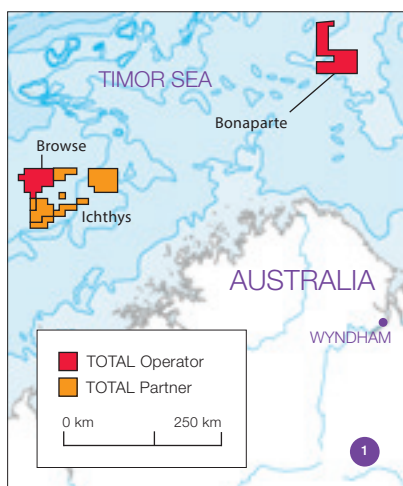 TIMOR SEA
Bonaparte
Browse
Ichthys
AUSTRALIA
WYNDHAM
TOTAL Operator
TOTAL Partner
0 km 250 km
1